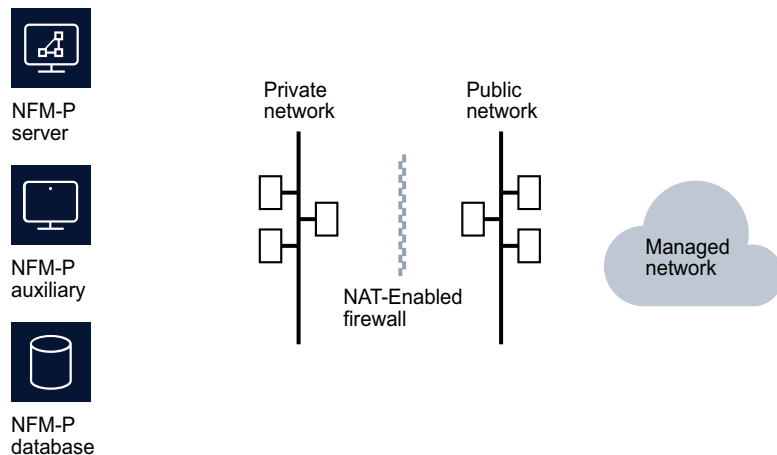 NFM-P
server
NFM-P
auxiliary
NFM-P
database
Private
network
Public
network
NAT-Enabled
firewall
Managed
network